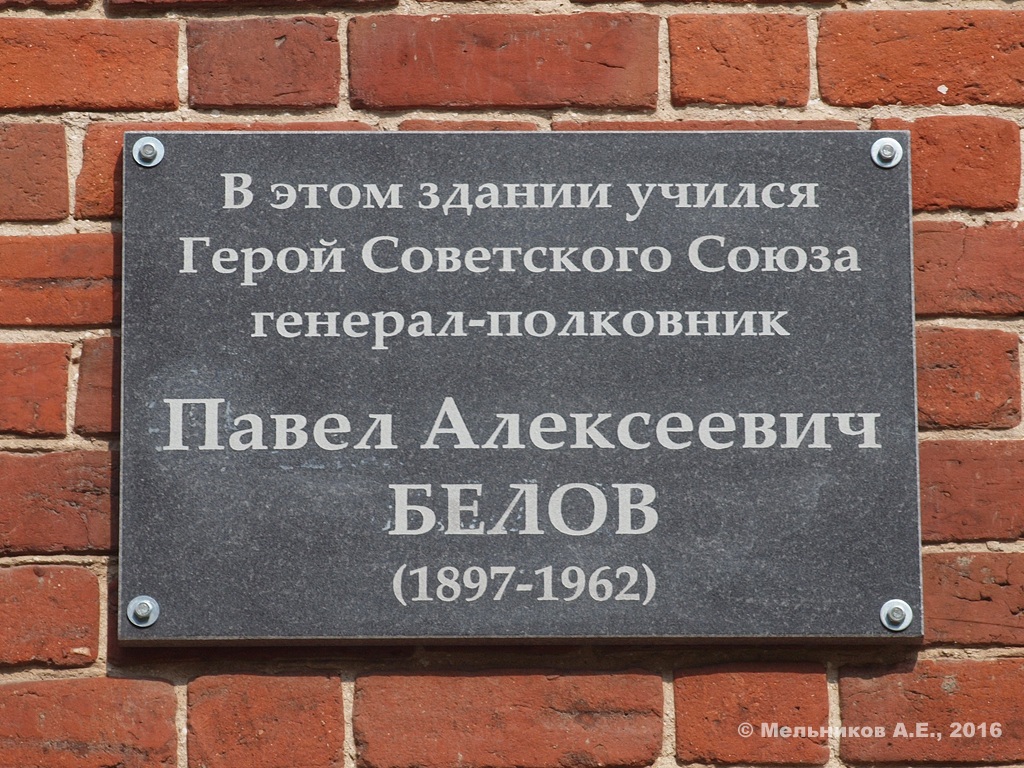 В этом здании учился
Герой Советского Союза
генерал-полковник
Павел Алексеевич
БЕЛОВ
(1897-1962)
© Мельников А.Е., 2016